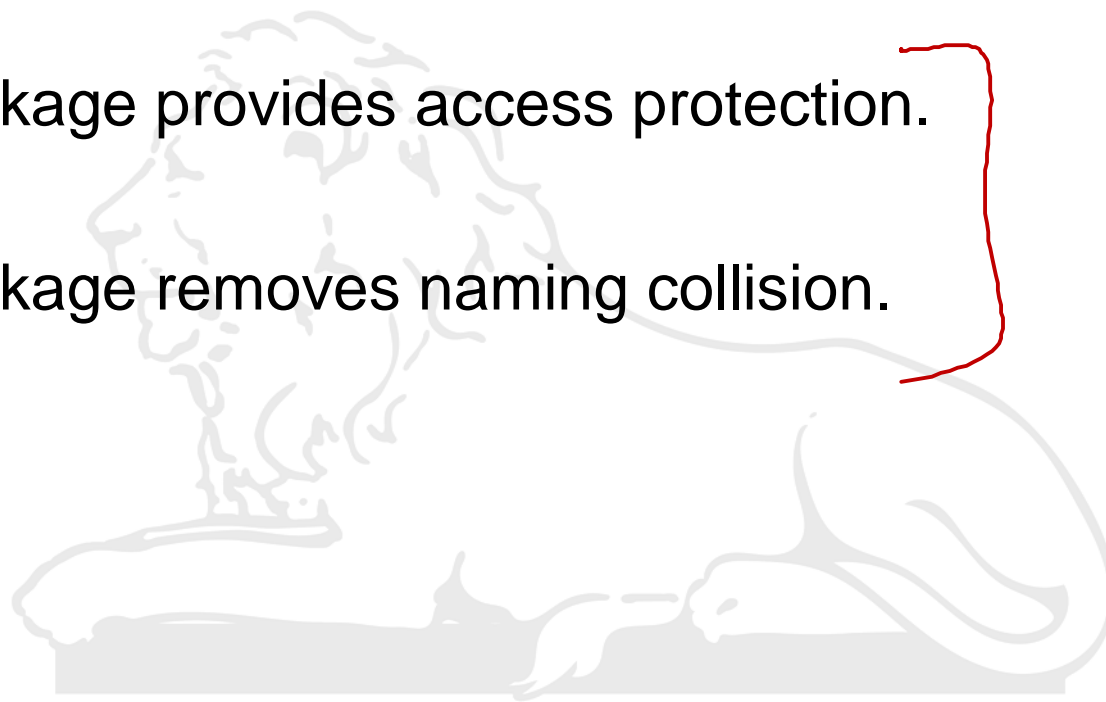 kage provides access protection.
kage removes naming collision.